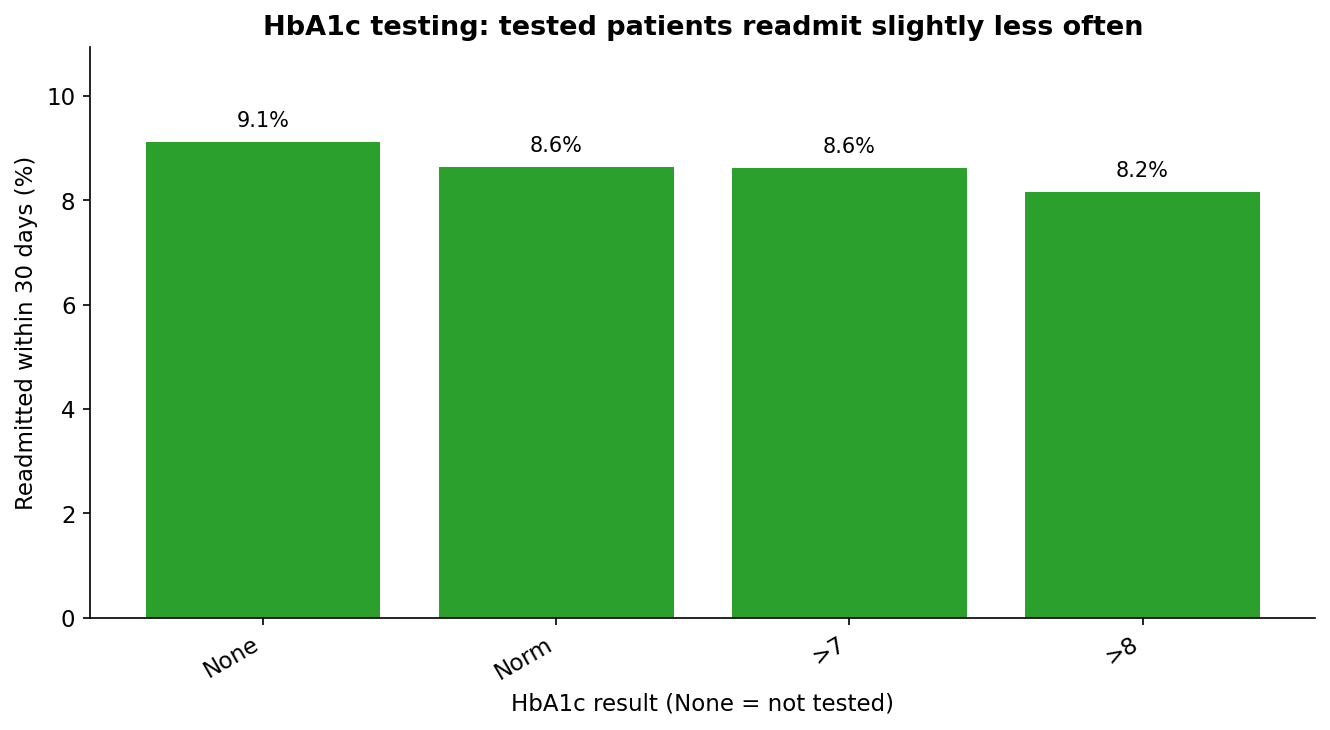 HbA1c testing: tested patients readmit slightly less often
Readmitted within 30 days (%)
10
8
6
4
2
0
9.1%
8.6%
8.6%
8.2%
None
Norm
>7
>8
HbA1c result (None = not tested)